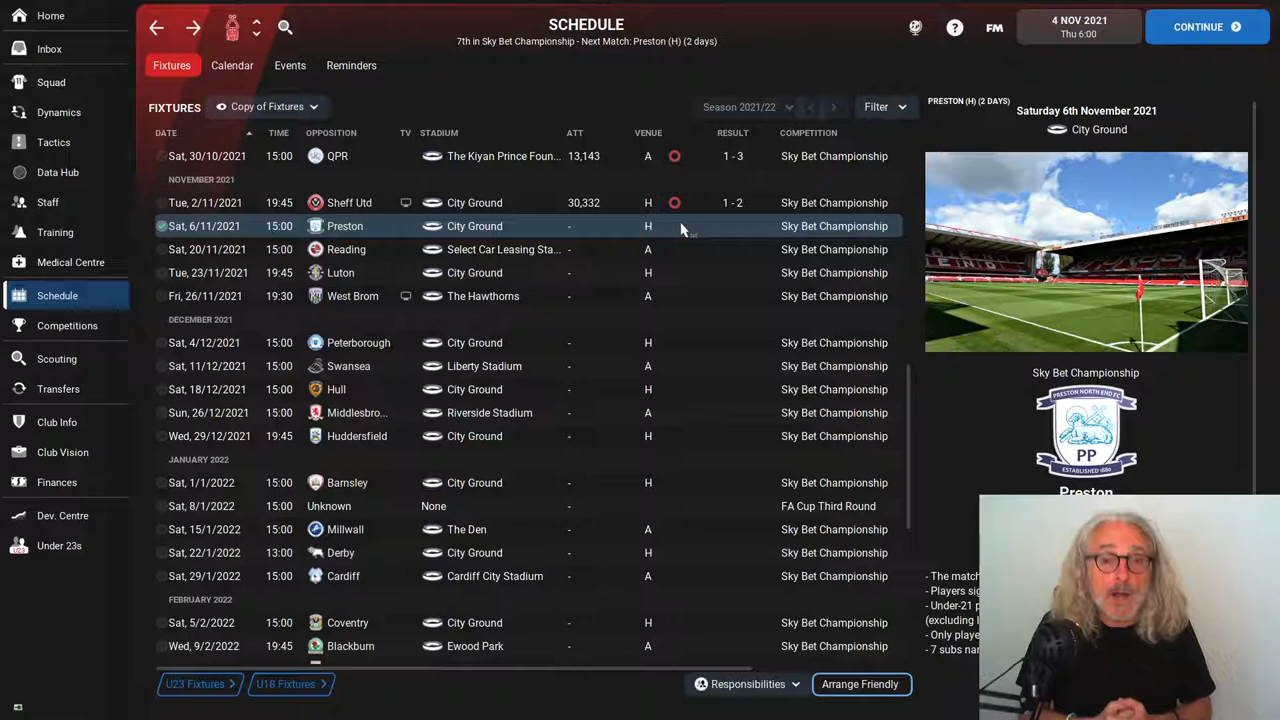 Home
Inbox
Squad
Dynamics
Tactics
Data Hub
Staff
Training
Medical Centre
Schedule
Competitions
Scouting
Transfers
Club Info
Club Vision
Finances
Dev. Centre
Under 23s
SCHEDULE
7th in Sky Bet Championship - Next Match: Preston (H) (2 days)
FM
4 NOV 2021
Thu 6:00
CONTINUE
Fixtures Calendar Events Reminders
FIXTURES Copy of Fixtures Season 2021/22 Filter
DATE TIME OPPOSITION TV STADIUM ATT VENUE RESULT COMPETITION
Sat, 30/10/2021 15:00 QPR The Kiyan Prince Foun... 13,143 A 1 - 3 Sky Bet Championship
NOVEMBER 2021
Tue, 2/11/2021 19:45 Sheff Utd City Ground 30,332 H 1 - 2 Sky Bet Championship
Sat, 6/11/2021 15:00 Preston City Ground - H Sky Bet Championship
Sat, 20/11/2021 15:00 Reading Select Car Leasing Sta... - A Sky Bet Championship
Tue, 23/11/2021 19:45 Luton City Ground - H Sky Bet Championship
Fri, 26/11/2021 19:30 West Brom The Hawthorns - A Sky Bet Championship
DECEMBER 2021
Sat, 4/12/2021 15:00 Peterborough City Ground - H Sky Bet Championship
Sat, 11/12/2021 15:00 Swansea Liberty Stadium - A Sky Bet Championship
Sat, 18/12/2021 15:00 Hull City Ground - H Sky Bet Championship
Sun, 26/12/2021 15:00 Middlesbro... Riverside Stadium - A Sky Bet Championship
Wed, 29/12/2021 19:45 Huddersfield City Ground - H Sky Bet Championship
JANUARY 2022
Sat, 1/1/2022 15:00 Barnsley City Ground - H Sky Bet Championship
Sat, 8/1/2022 15:00 Unknown None - FA Cup Third Round
Sat, 15/1/2022 15:00 Millwall The Den - A Sky Bet Championship
Sat, 22/1/2022 13:00 Derby City Ground - H Sky Bet Championship
Sat, 29/1/2022 15:00 Cardiff Cardiff City Stadium - A Sky Bet Championship
FEBRUARY 2022
Sat, 5/2/2022 15:00 Coventry City Ground - H Sky Bet Championship
Wed, 9/2/2022 19:45 Blackburn Ewood Park - A Sky Bet Championship
U23 Fixtures U18 Fixtures Responsibilities Arrange Friendly
PRESTON (H) (2 DAYS)
Saturday 6th November 2021
City Ground
Sky Bet Championship
PRESTON NORTH END FC
PP
ESTABLISHED 1880
Preston
- The match
- Players sig
- Under-21 p
(excluding
- Only playe
- 7 subs nar